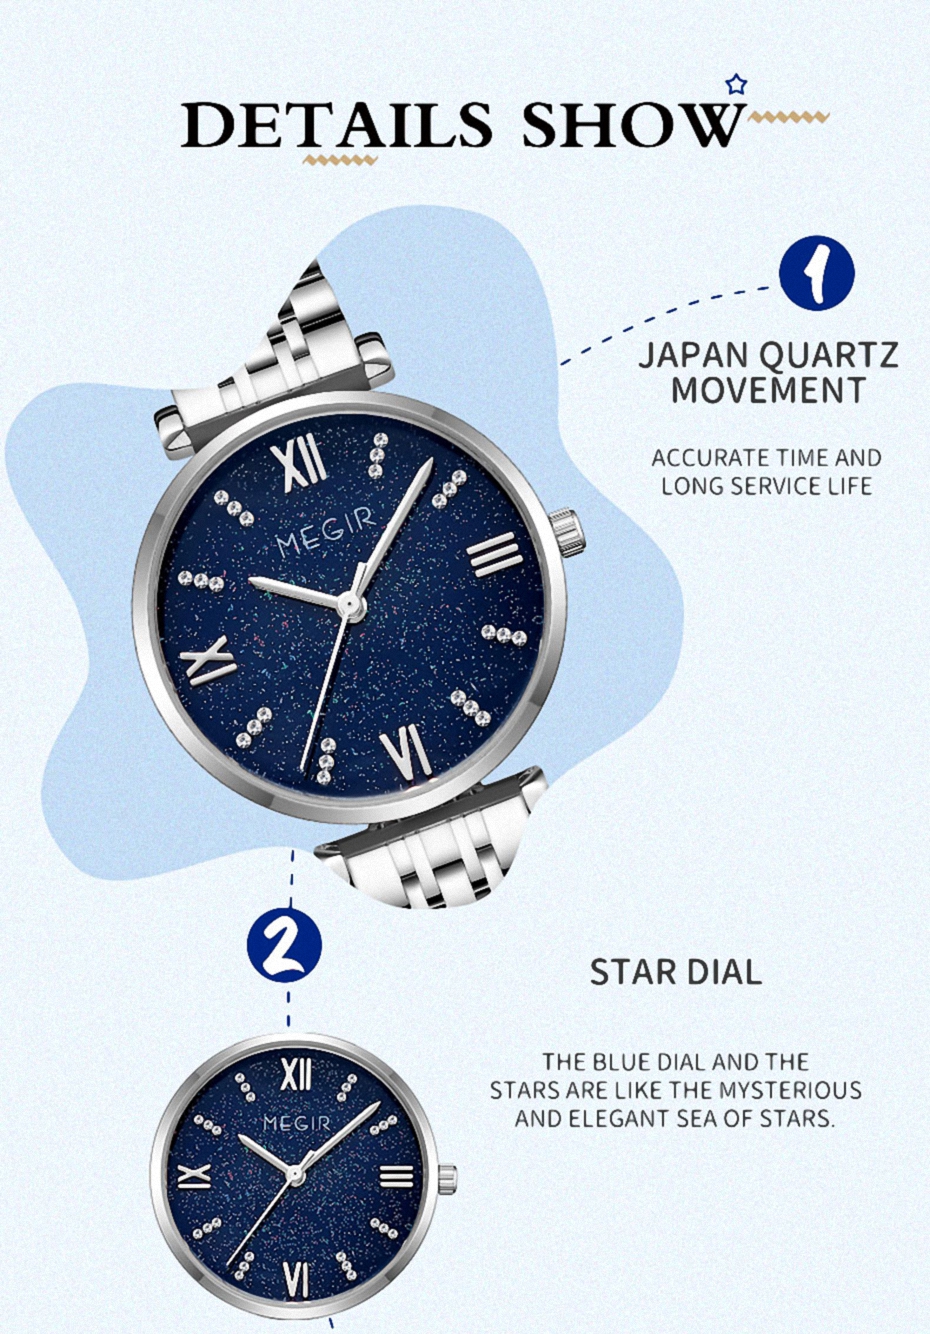 DETAILS SHOW
1
JAPAN QUARTZ
MOVEMENT
ACCURATE TIME AND
LONG SERVICE LIFE
XII
MEGIR
III
VI
IX
2
STAR DIAL
THE BLUE DIAL AND THE
STARS ARE LIKE THE MYSTERIOUS
AND ELEGANT SEA OF STARS.
XII
MEGIR
IX
III
VI